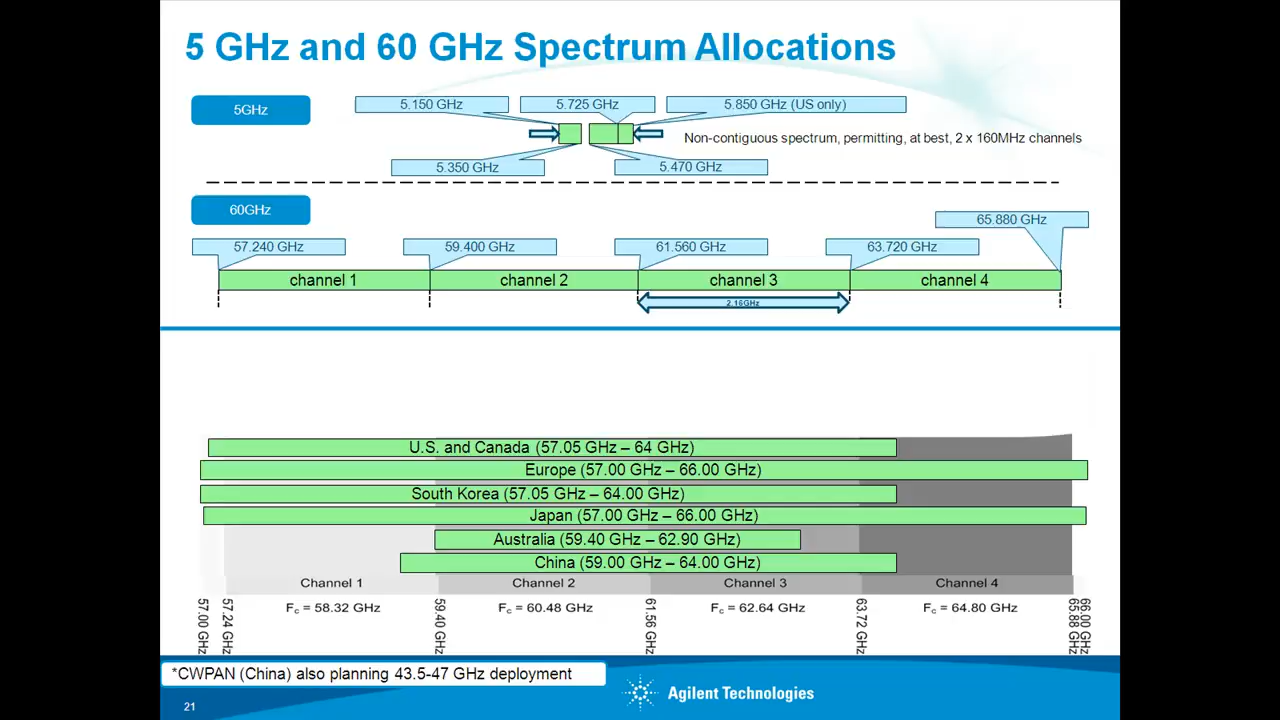 5 GHz and 60 GHz Spectrum Allocations
5GHz
5.150 GHz
5.725 GHz
5.850 GHz (US only)
Non-contiguous spectrum, permitting, at best, 2 x 160MHz channels
5.350 GHz
5.470 GHz
60GHz
65.880 GHz
57.240 GHz
59.400 GHz
61.560 GHz
63.720 GHz
channel 1
channel 2
channel 3
channel 4
2.16GHz
U.S. and Canada (57.05 GHz – 64 GHz)
Europe (57.00 GHz – 66.00 GHz)
South Korea (57.05 GHz – 64.00 GHz)
Japan (57.00 GHz – 66.00 GHz)
Australia (59.40 GHz – 62.90 GHz)
China (59.00 GHz – 64.00 GHz)
Channel 1
Channel 2
Channel 3
Channel 4
Fc = 58.32 GHz
Fc = 60.48 GHz
Fc = 62.64 GHz
Fc = 64.80 GHz
57.00 GHz
57.24 GHz
59.40 GHz
61.56 GHz
63.72 GHz
65.88 GHz
66.00 GHz
*CWPAN (China) also planning 43.5-47 GHz deployment
Agilent Technologies
21